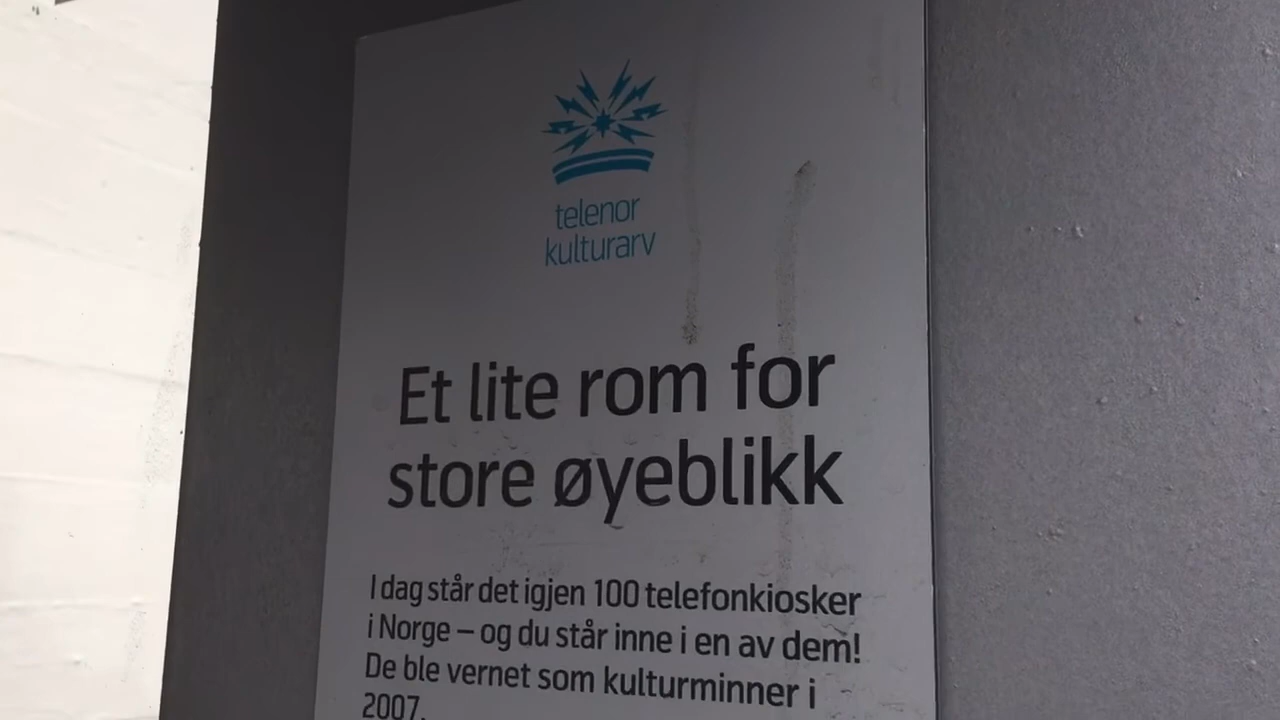 telenor
kulturarv
Et lite rom for
store øyeblikk
I dag står det igjen 100 telefonkiosker
i Norge – og du står inne i en av dem!
De ble vernet som kulturminner i
2007.